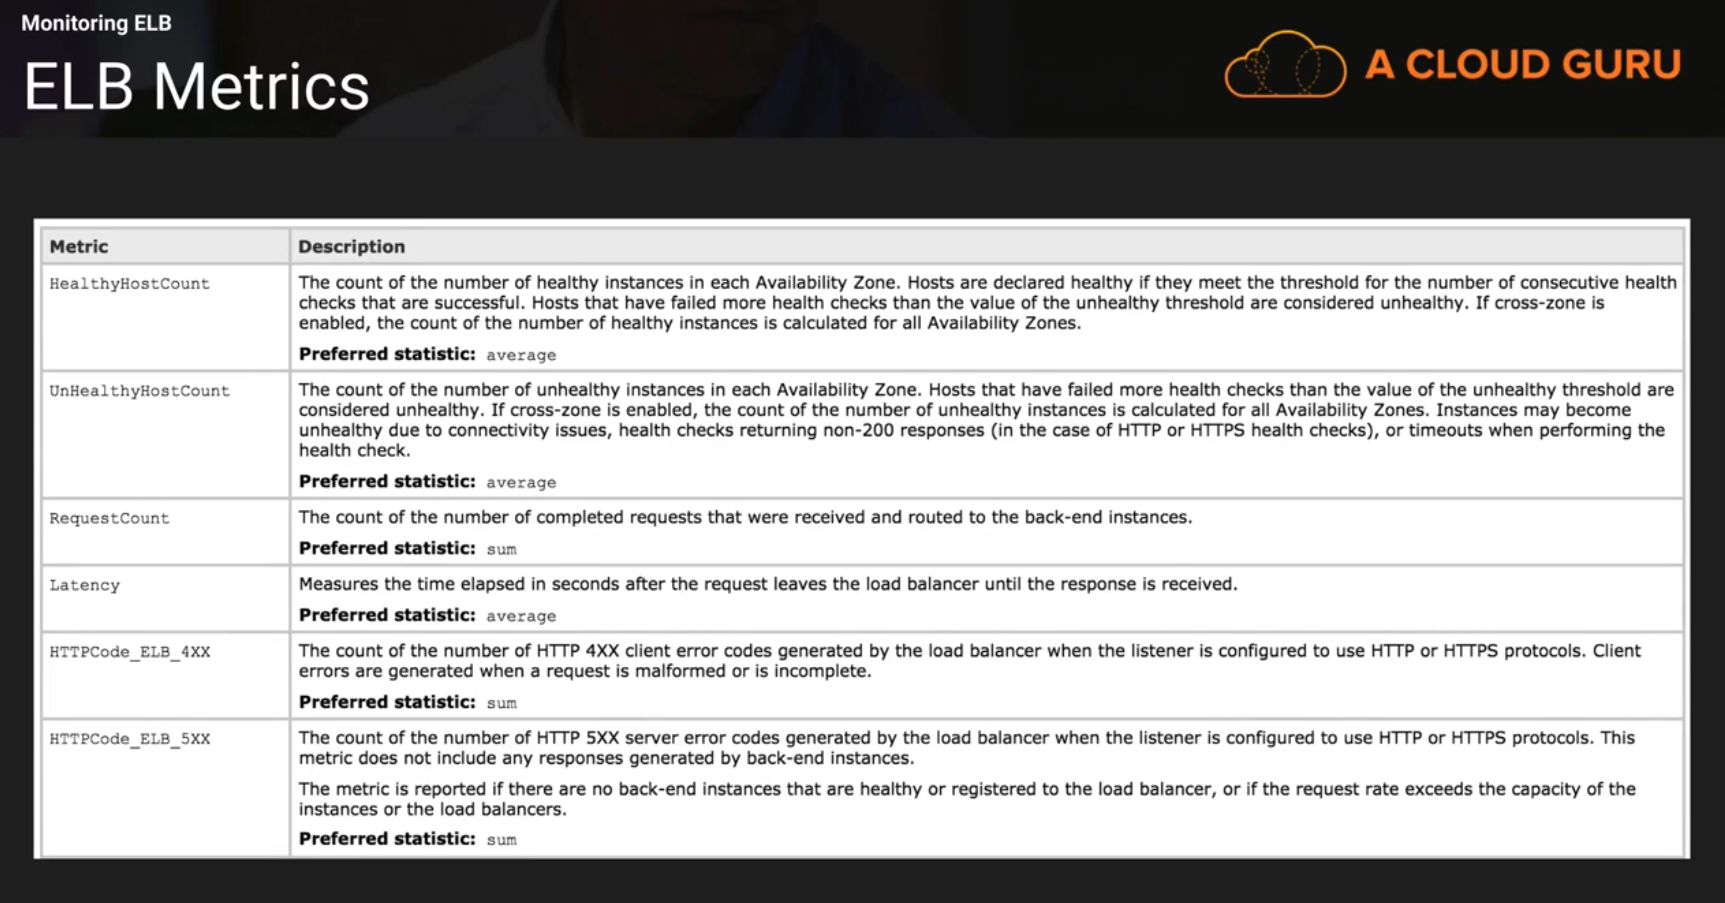 Monitoring ELB
ELB Metrics
A CLOUD GURU
Metric Description
HealthyHostCount The count of the number of healthy instances in each Availability Zone. Hosts are declared healthy if they meet the threshold for the number of consecutive health
checks that are successful. Hosts that have failed more health checks than the value of the unhealthy threshold are considered unhealthy. If cross-zone is
enabled, the count of the number of healthy instances is calculated for all Availability Zones.
Preferred statistic: average
UnHealthyHostCount The count of the number of unhealthy instances in each Availability Zone. Hosts that have failed more health checks than the value of the unhealthy threshold are
considered unhealthy. If cross-zone is enabled, the count of the number of unhealthy instances is calculated for all Availability Zones. Instances may become
unhealthy due to connectivity issues, health checks returning non-200 responses (in the case of HTTP or HTTPS health checks), or timeouts when performing the
health check.
Preferred statistic: average
RequestCount The count of the number of completed requests that were received and routed to the back-end instances.
Preferred statistic: sum
Latency Measures the time elapsed in seconds after the request leaves the load balancer until the response is received.
Preferred statistic: average
HTTPCode_ELB_4XX The count of the number of HTTP 4XX client error codes generated by the load balancer when the listener is configured to use HTTP or HTTPS protocols. Client
errors are generated when a request is malformed or is incomplete.
Preferred statistic: sum
HTTPCode_ELB_5XX The count of the number of HTTP 5XX server error codes generated by the load balancer when the listener is configured to use HTTP or HTTPS protocols. This
metric does not include any responses generated by back-end instances.
The metric is reported if there are no back-end instances that are healthy or registered to the load balancer, or if the request rate exceeds the capacity of the
instances or the load balancers.
Preferred statistic: sum